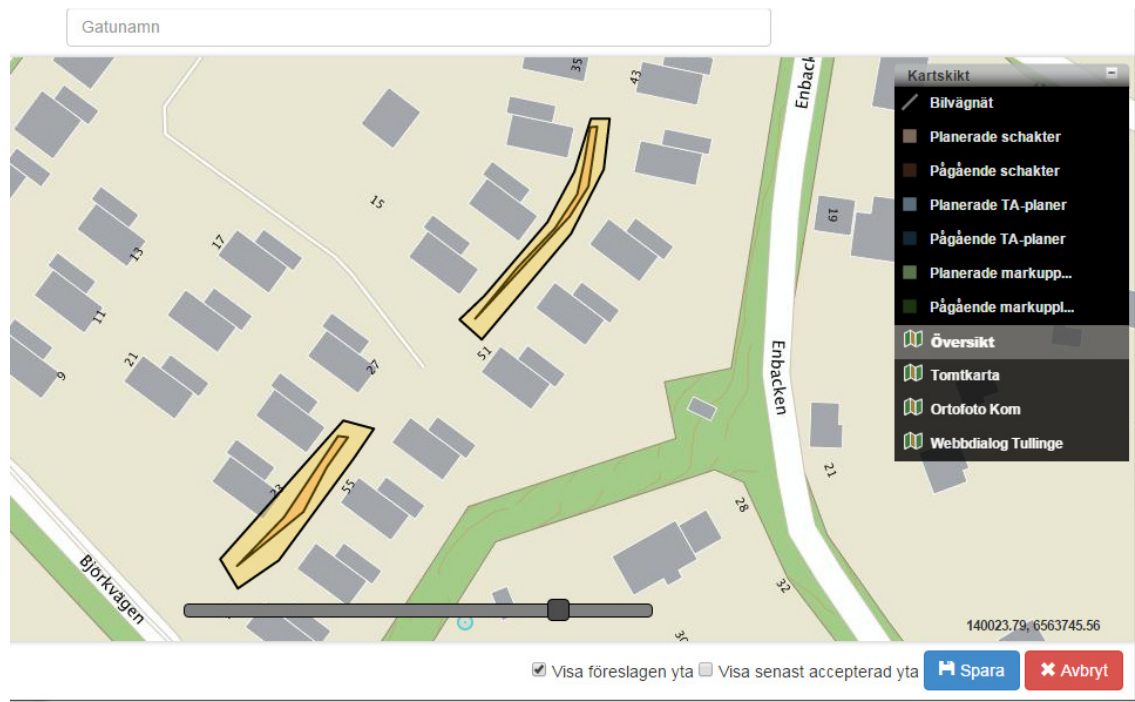 Gatunamn
35
43
Enback
Kartskikt
Bilvägnät
Planerade schakter
Pågående schakter
Planerade TA-planer
Pågående TA-planer
Planerade markupp...
Pågående markuppl...
Översikt
Tomtkarta
Ortofoto Kom
Webbdialog Tullinge
15
19
17
13
11
21
9
27
51
Enbacken
23
55
21
28
32
30
Björkvägen
140023.79, 6563745.56
Visa föreslagen yta Visa senast accepterad yta Spara Avbryt